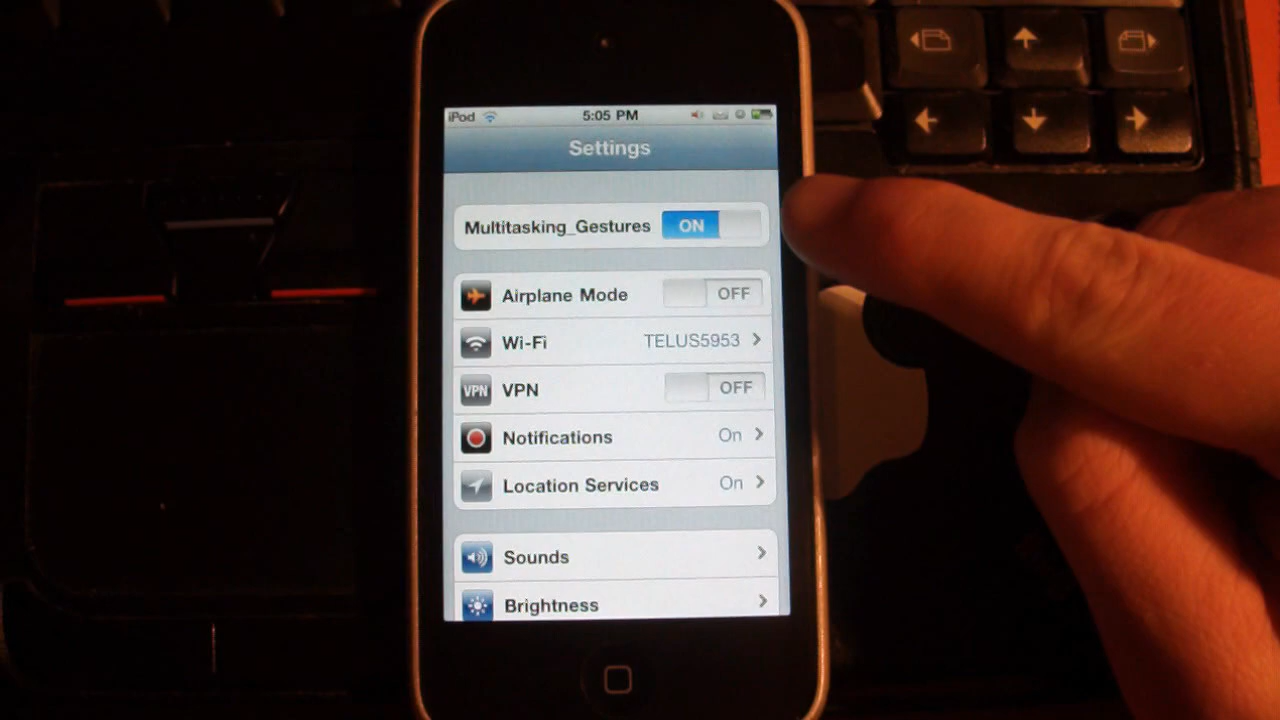 iPod 5:05 PM
Settings
Multitasking_Gestures ON
Airplane Mode OFF
Wi-Fi TELUS5953
VPN VPN OFF
Notifications On
Location Services On
Sounds
Brightness